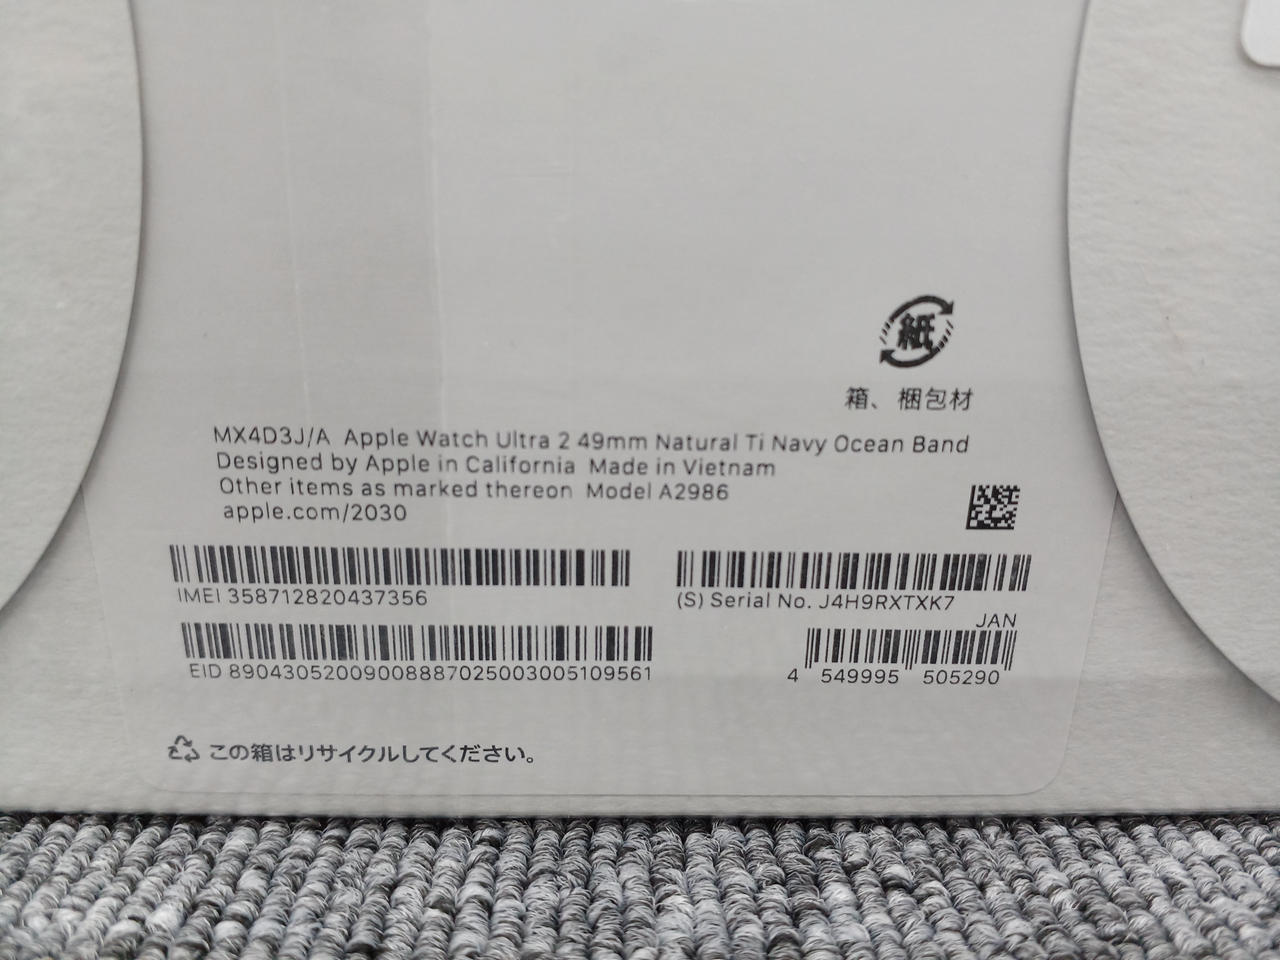 紙
箱、梱包材
MX4D3J/A Apple Watch Ultra 2 49mm Natural Ti Navy Ocean Band
Designed by Apple in California Made in Vietnam
Other items as marked thereon Model A2986
apple.com/2030
IMEI 358712820437356
(S) Serial No. J4H9RXTXK7
JAN
EID 89043052009008887025003005109561
4 549995 505290
この箱はリサイクルしてください。